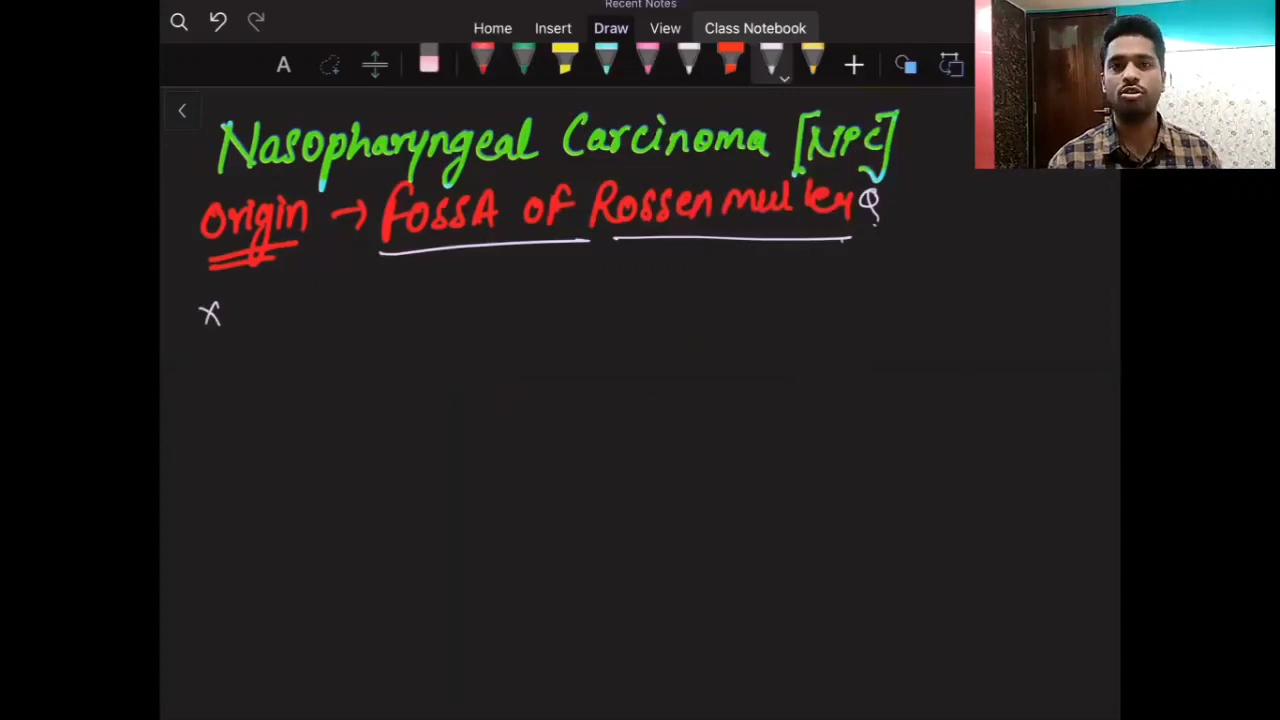 Recent Notes
Home Insert Draw View Class Notebook
A
Nasopharyngeal Carcinoma [NPC]
Origin → fossA of Rossenmuller
x